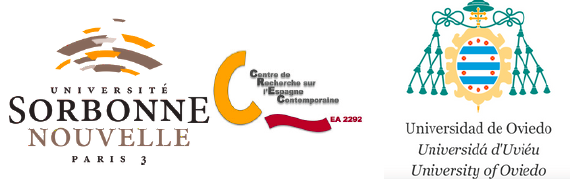 UNIVERSITÉ
SORBONNE
NOUVELLE
PARIS 3
Centre de
Recherche sur
l'Espagne
Contemporaine
EA 2292
Universidad de Oviedo
Universidá d'Uviéu
University of Oviedo